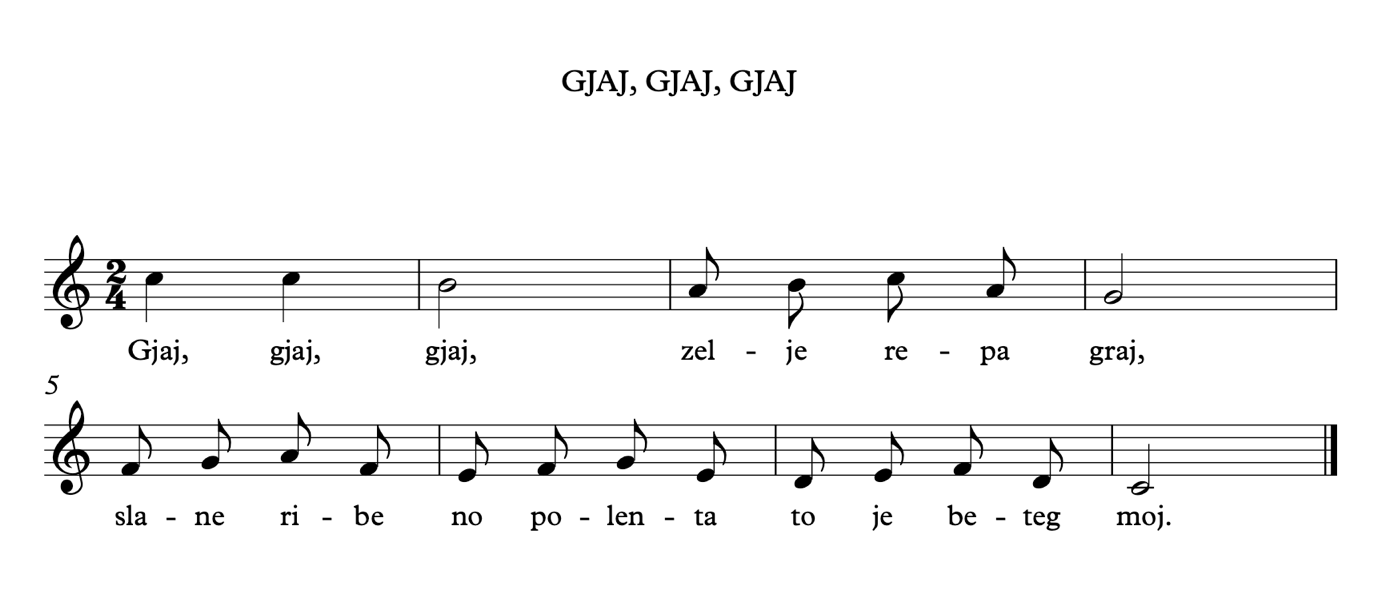 GJAJ, GJAJ, GJAJ
2
4
Gjaj, gjaj, gjaj, zel - je re - pa graj,
5
sla - ne ri - be no po - len - ta to je be - teg moj.